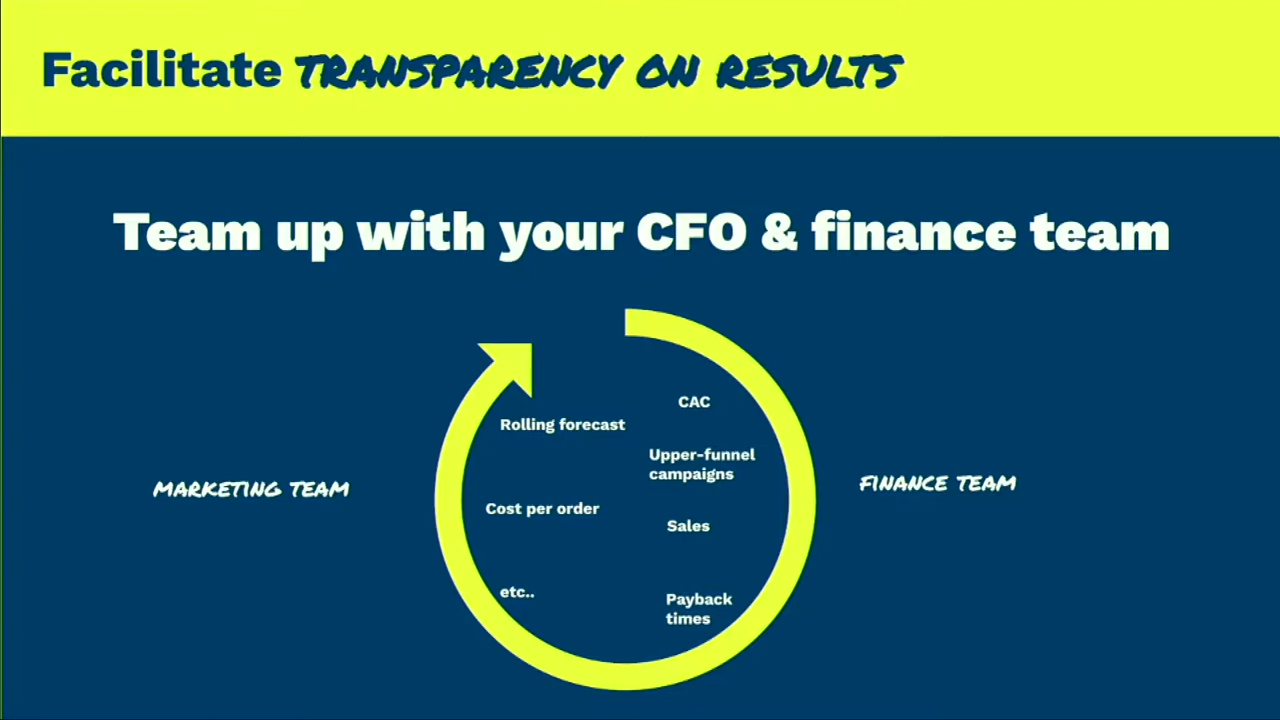 Facilitate TRANSPARENCY ON RESULTS
Team up with your CFO & finance team
CAC
Rolling forecast
Upper-funnel
campaigns
MARKETING TEAM
FINANCE TEAM
Cost per order
Sales
etc..
Payback
times